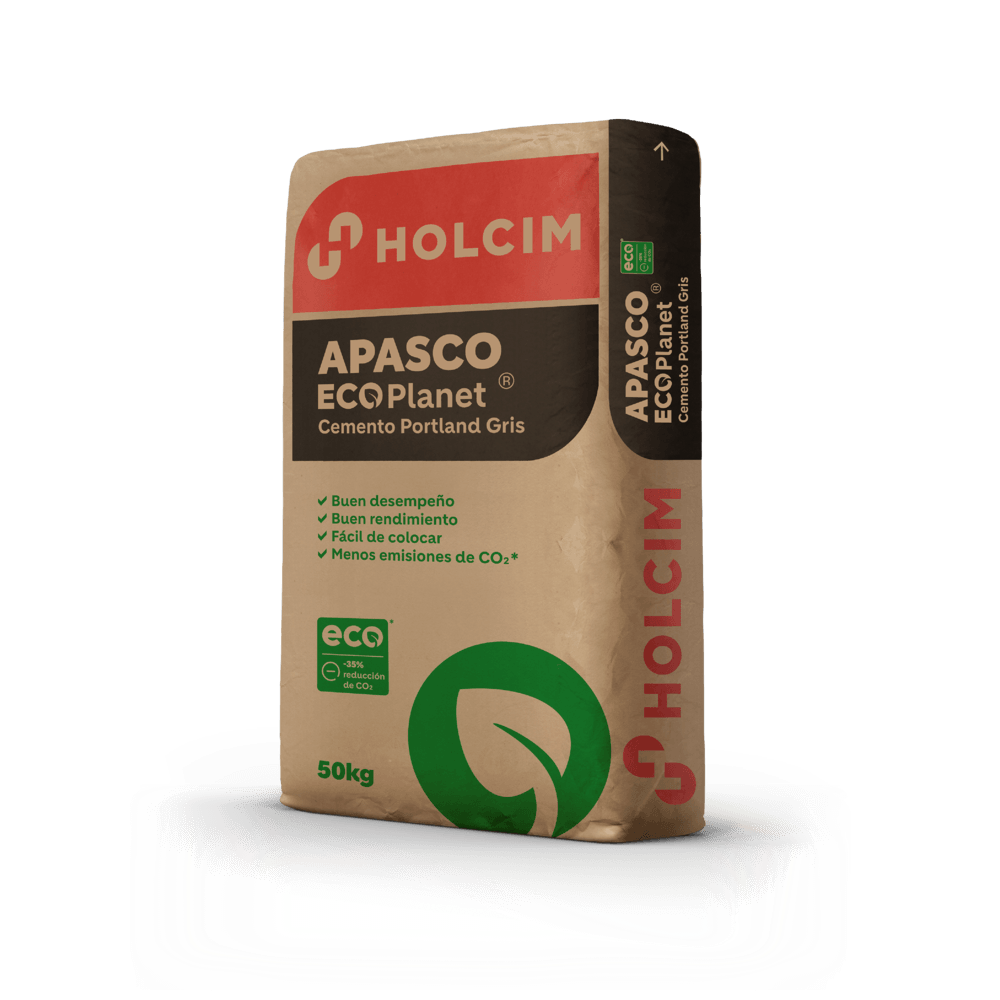 HOLCIM
APASCO
ECOPlanet®
Cemento Portland Gris
✓ Buen desempeño
✓ Buen rendimiento
✓ Fácil de colocar
✓ Menos emisiones de CO₂*
eco*
-35%
reducción
de CO₂
50kg
eco
APASCO
ECOPlanet®
Cemento Portland Gris
HOLCIM